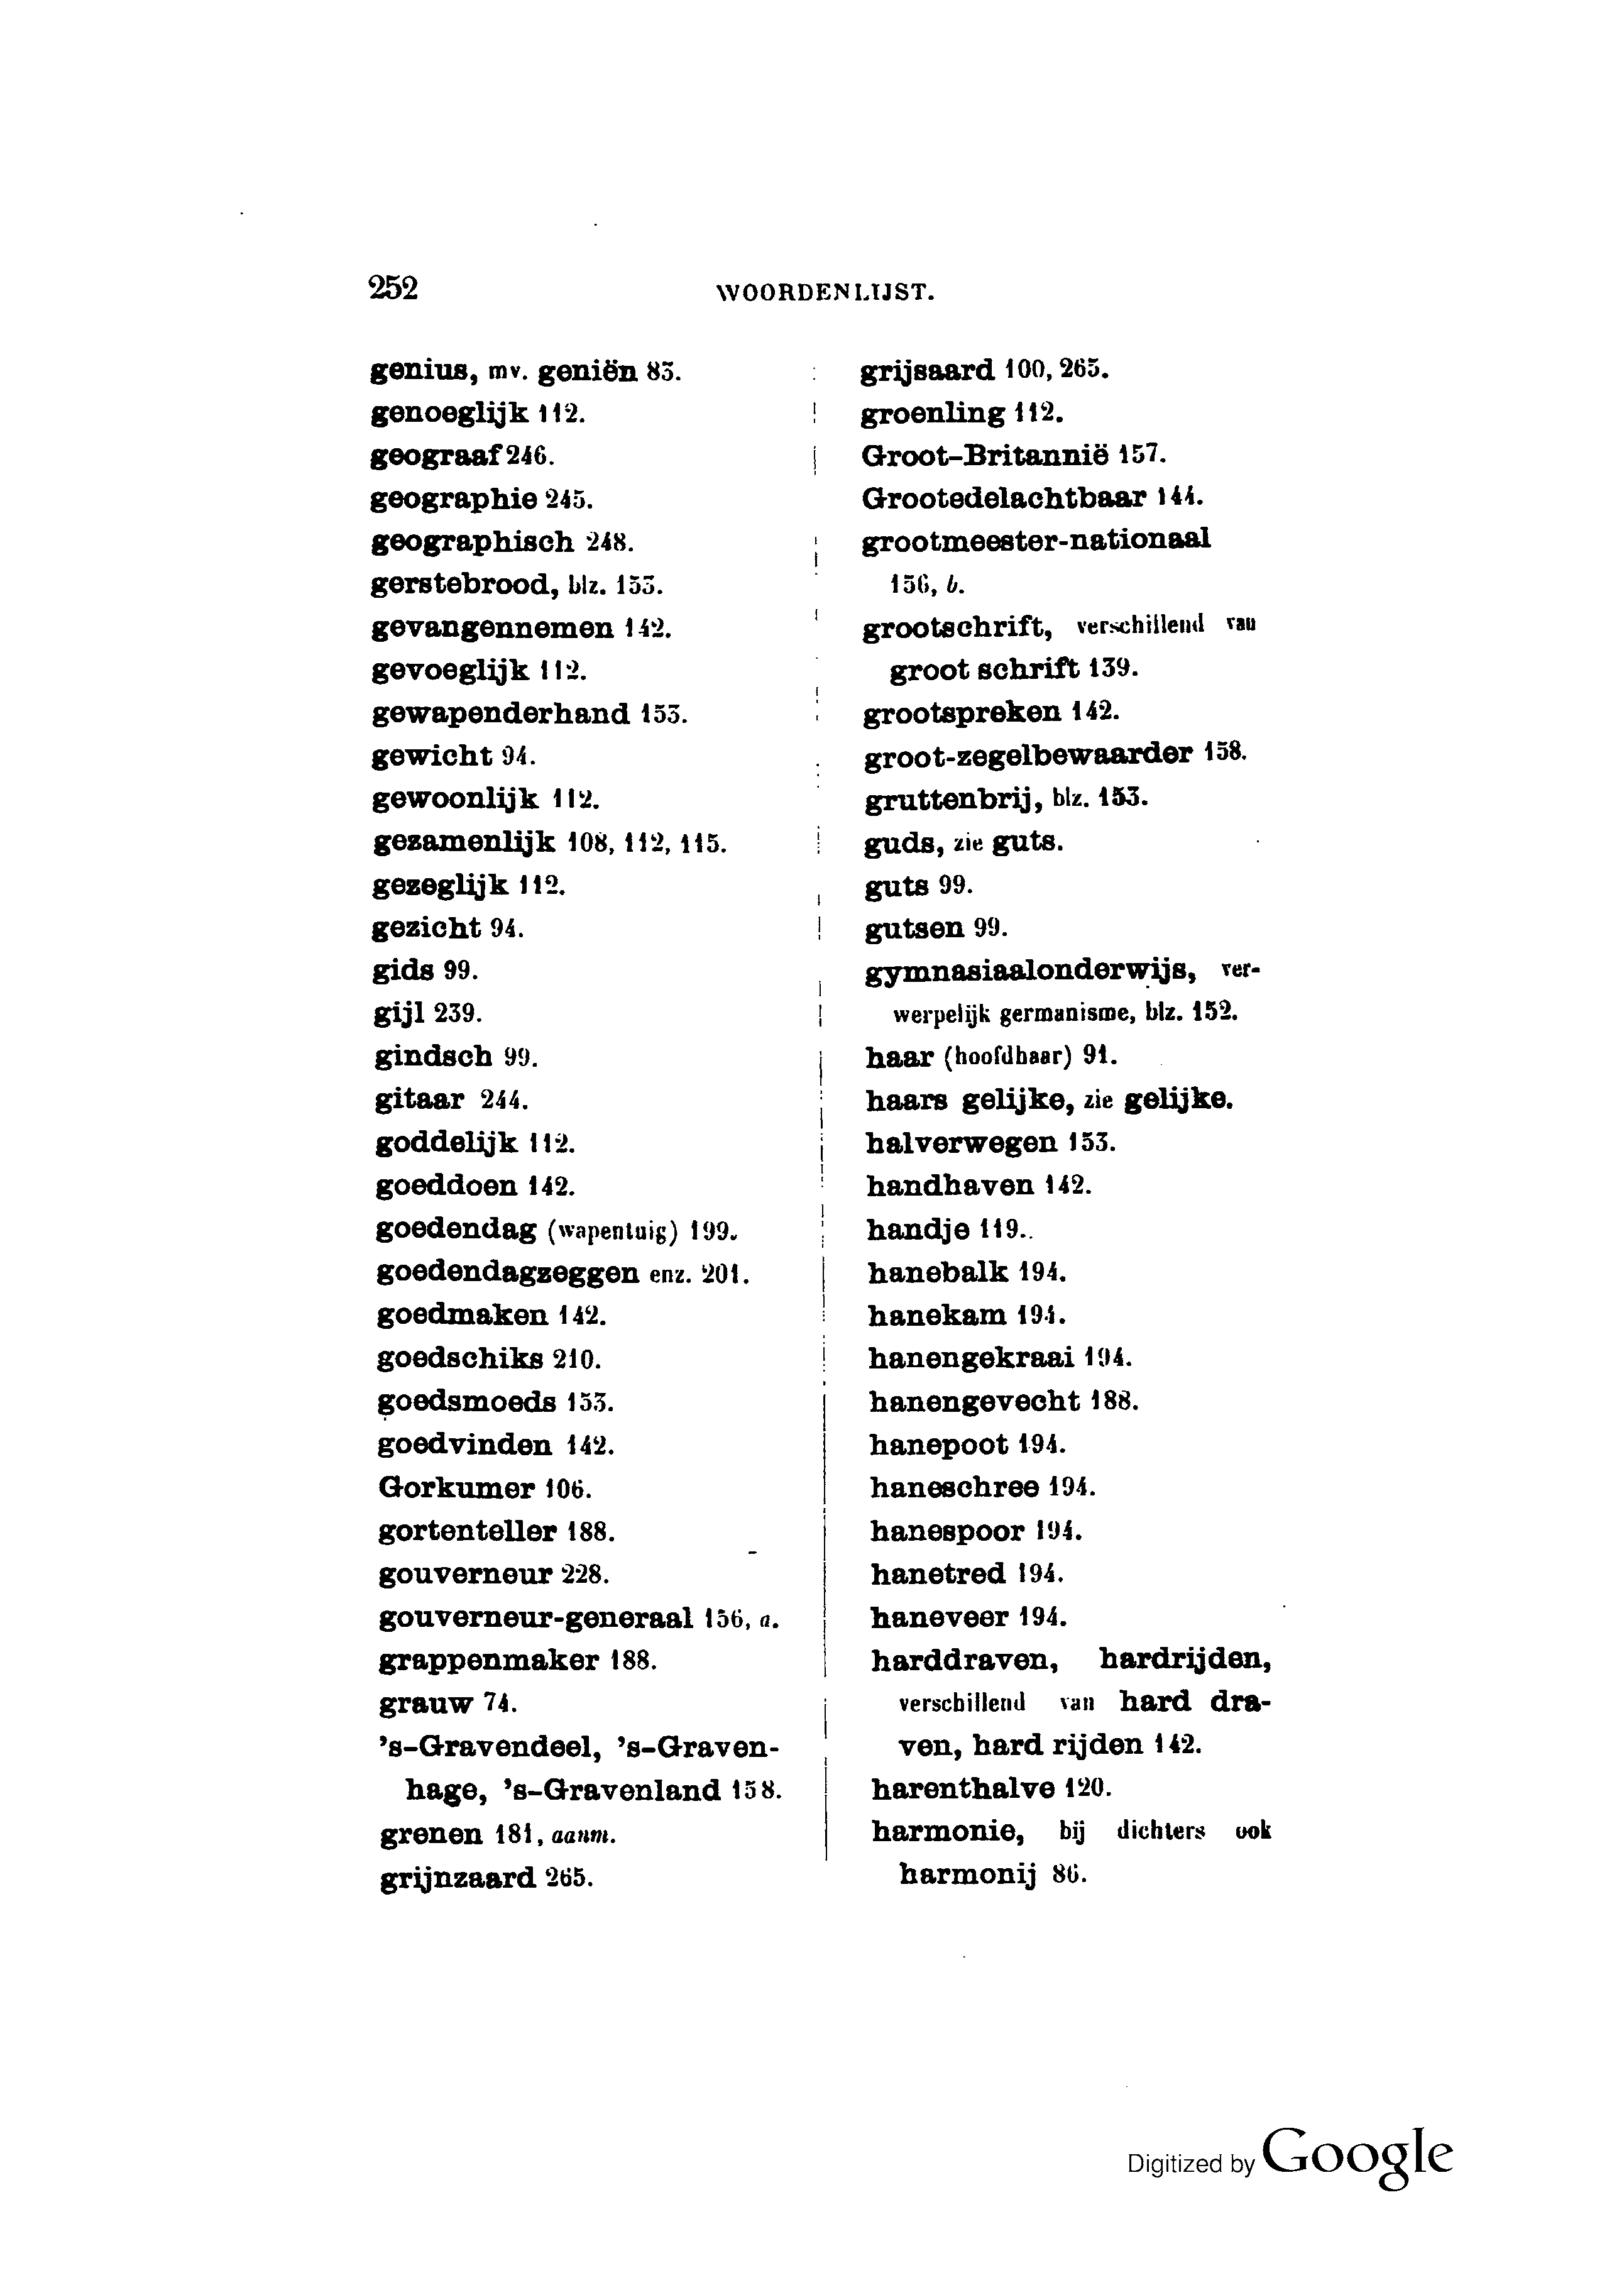 252
WOORDENLIJST.
genius, mv. geniën 83.
genoeglijk 112.
geograaf 246.
geographie 245.
geographisch 248.
gerstebrood, blz. 153.
gevangennemen 142.
gevoeglijk 112.
gewapenderhand 153.
gewicht 94.
gewoonlijk 112.
gezamenlijk 108, 112, 115.
gezeglijk 112.
gezicht 94.
gids 99.
gijl 239.
gindsch 99.
gitaar 244.
goddelijk 112.
goeddoen 142.
goedendag (wapentuig) 199.
goedendagzeggen enz. 201.
goedmaken 142.
goedschiks 210.
goedsmoeds 153.
goedvinden 142.
Gorkumer 106.
gortenteller 188.
gouverneur 228.
gouverneur-generaal 156, a.
grappenmaker 188.
grauw 74.
's-Gravendeel, 's-Graven-
hage, 's-Gravenland 158.
grenen 181, aanm.
grijnzaard 265.
grijsaard 100, 265.
groenling 112.
Groot-Britannië 157.
Grootedelachtbaar 144.
grootmeester-nationaal
156, b.
grootschrift, verschillend van
groot schrift 139.
grootspreken 142.
groot-zegelbewaarder 158.
gruttenbrij, blz. 153.
guds, zie guts.
guts 99.
gutsen 99.
gymnasiaalonderwijs, ver-
werpelijk germanisme, blz. 152.
haar (hoofdhaar) 91.
haars gelijke, zie gelijke.
halverwegen 153.
handhaven 142.
handje 119.
hanebalk 194.
hanekam 194.
hanengekraai 194.
hanengevecht 188.
hanepoot 194.
haneschree 194.
hanespoor 194.
hanetred 194.
haneveer 194.
harddraven, hardrijden,
verschillend van hard dra-
ven, hard rijden 142.
harenthalve 120.
harmonie, bij dichters ook
harmonij 86.
Digitized by Google